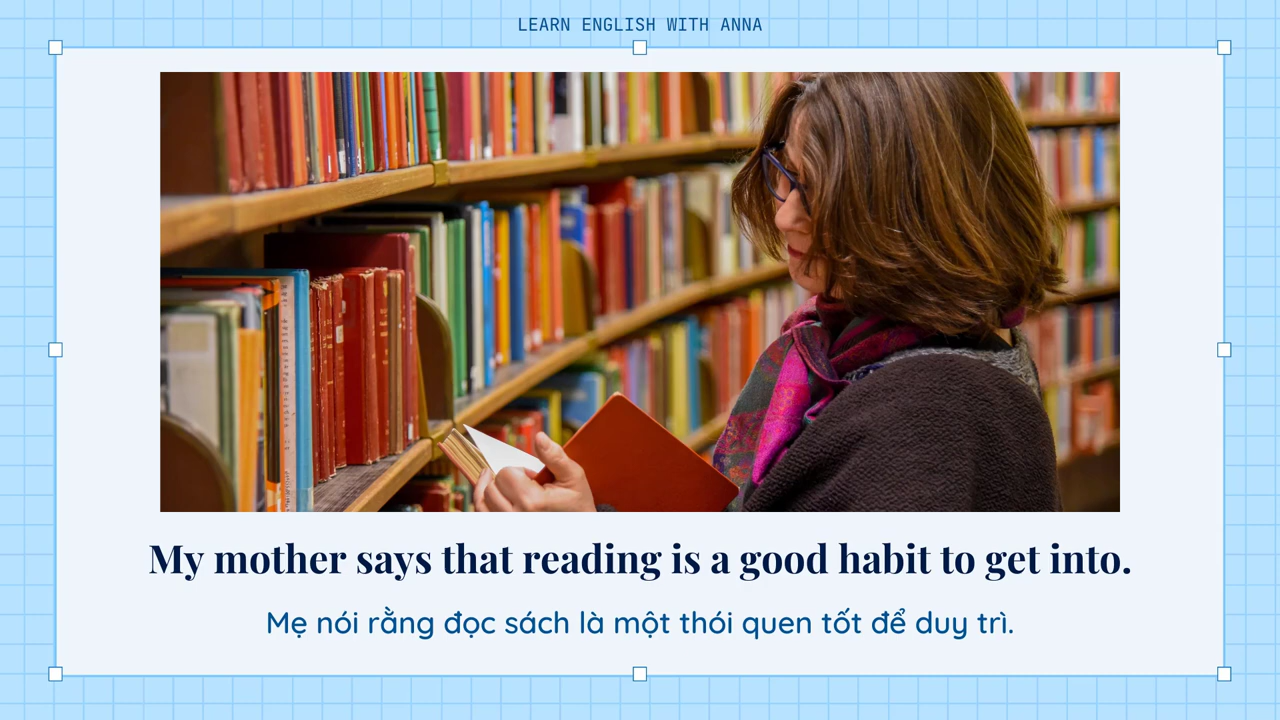 LEARN ENGLISH WITH ANNA
My mother says that reading is a good habit to get into.
Mẹ nói rằng đọc sách là một thói quen tốt để duy trì.